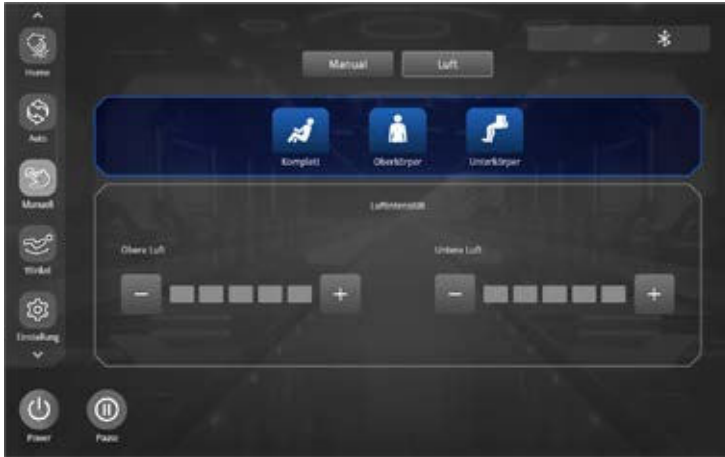 Home
Auto
Manuell
Winkel
Einstellung
Power
Pause
Manual
Luft
Komplett
Oberkörper
Unterkörper
Luftintensität
Obere Luft
Untere Luft